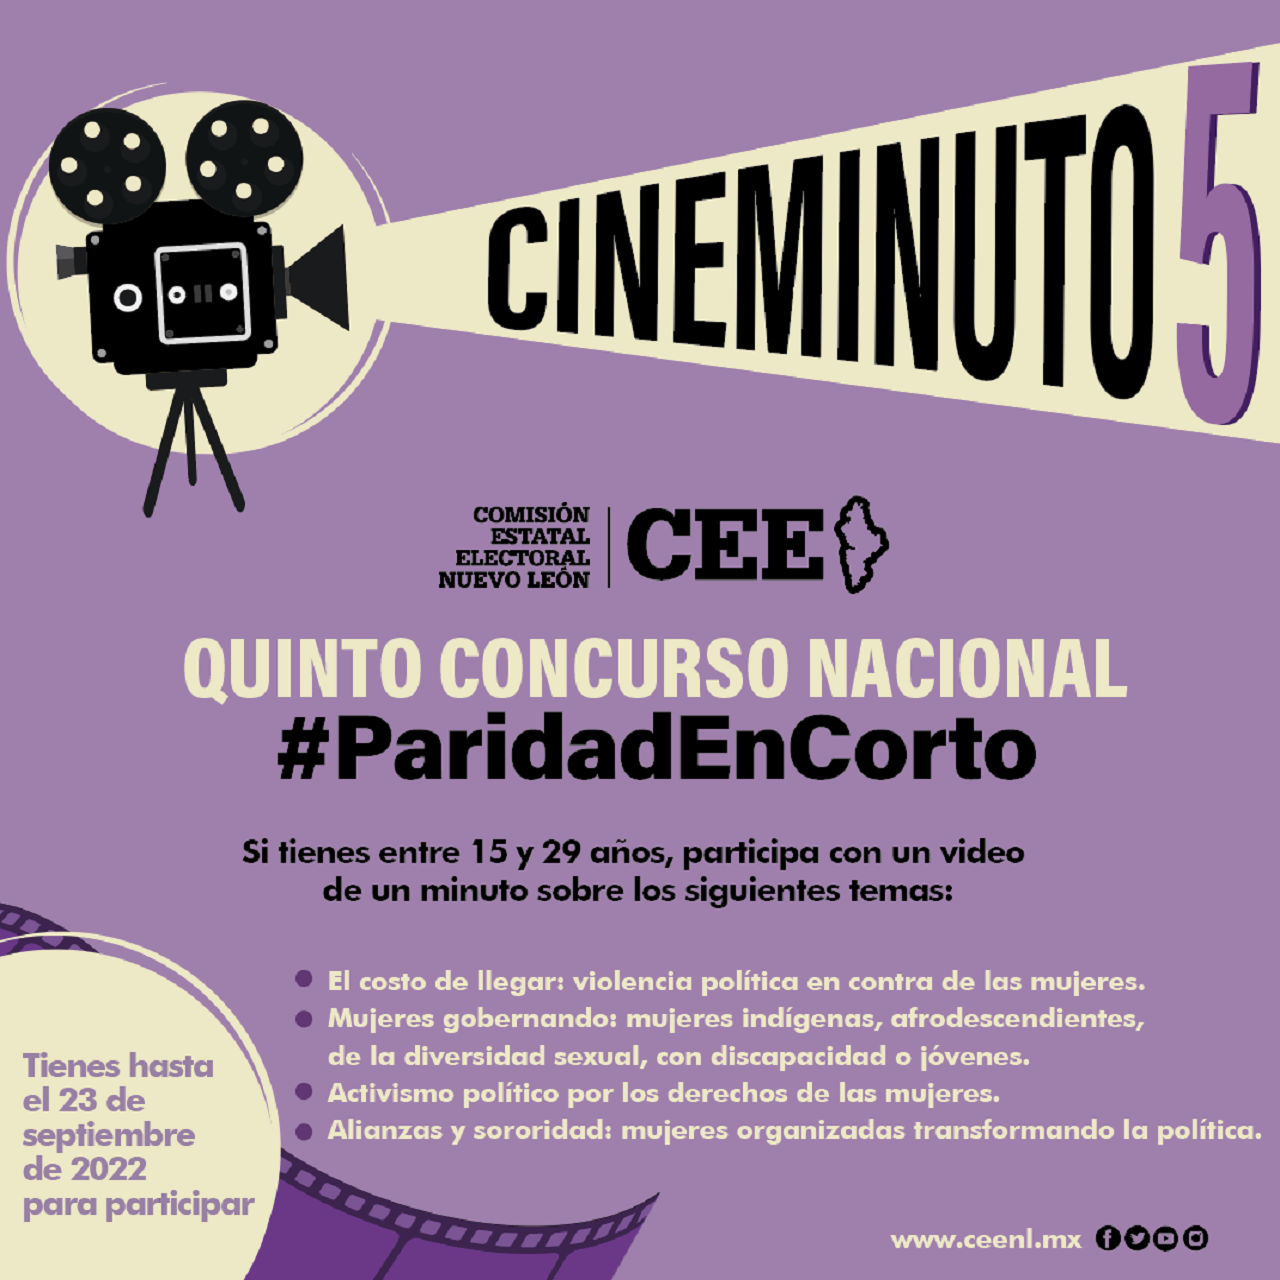 CINEMINUTO 5
COMISIÓN
ESTATAL
ELECTORAL
NUEVO LEÓN
CEE
QUINTO CONCURSO NACIONAL
#ParidadEnCorto
Si tienes entre 15 y 29 años, participa con un video
de un minuto sobre los siguientes temas:
El costo de llegar: violencia política en contra de las mujeres.
Mujeres gobernando: mujeres indígenas, afrodescendientes,
de la diversidad sexual, con discapacidad o jóvenes.
Activismo político por los derechos de las mujeres.
Alianzas y sororidad: mujeres organizadas transformando la política.
Tienes hasta
el 23 de
septiembre
de 2022
para participar
www.ceenl.mx